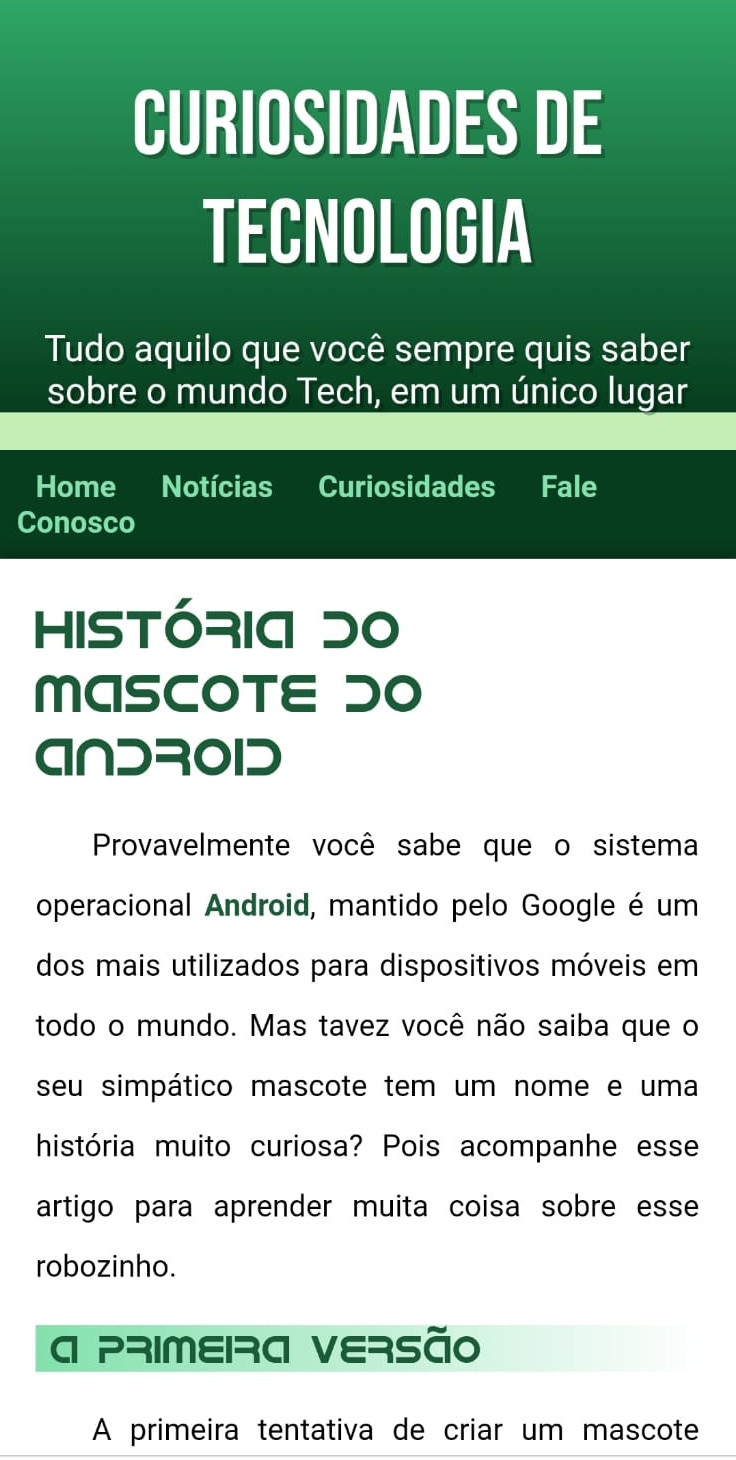 CURIOSIDADES DE
TECNOLOGIA
Tudo aquilo que você sempre quis saber
sobre o mundo Tech, em um único lugar
Home Notícias Curiosidades Fale
Conosco
História do
Mascote do
Android
Provavelmente você sabe que o sistema
operacional Android, mantido pelo Google é um
dos mais utilizados para dispositivos móveis em
todo o mundo. Mas tavez você não saiba que o
seu simpático mascote tem um nome e uma
história muito curiosa? Pois acompanhe esse
artigo para aprender muita coisa sobre esse
robozinho.
A primeira versão
A primeira tentativa de criar um mascote